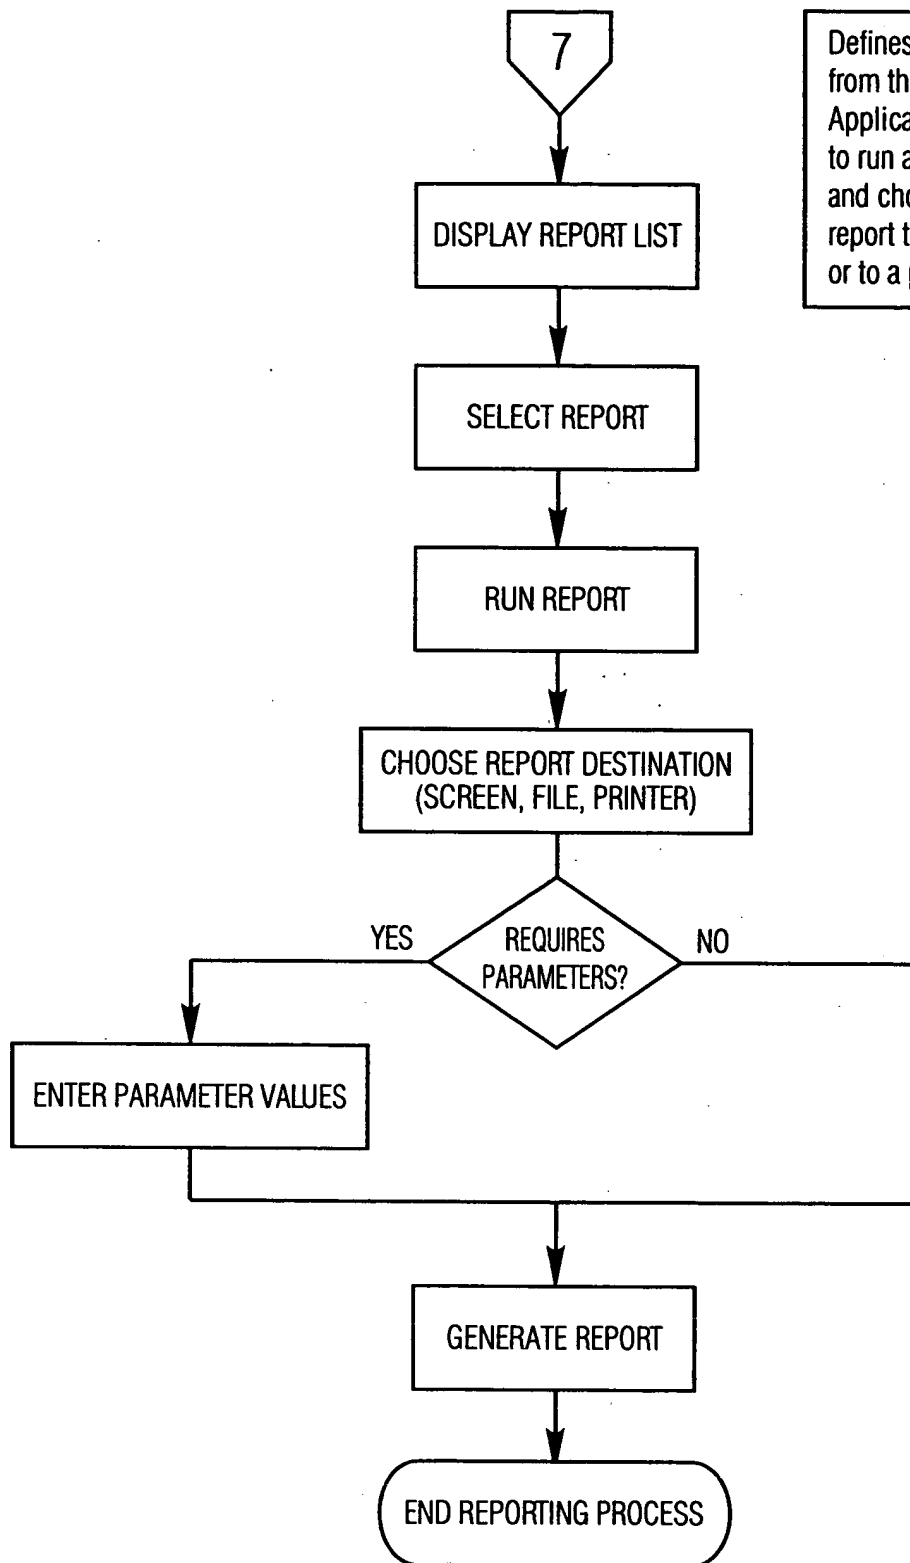 7
Defines
from th
Applica
to run a
and cho
report t
or to a
DISPLAY REPORT LIST
SELECT REPORT
RUN REPORT
CHOOSE REPORT DESTINATION
(SCREEN, FILE, PRINTER)
YES
REQUIRES
PARAMETERS?
NO
ENTER PARAMETER VALUES
GENERATE REPORT
END REPORTING PROCESS